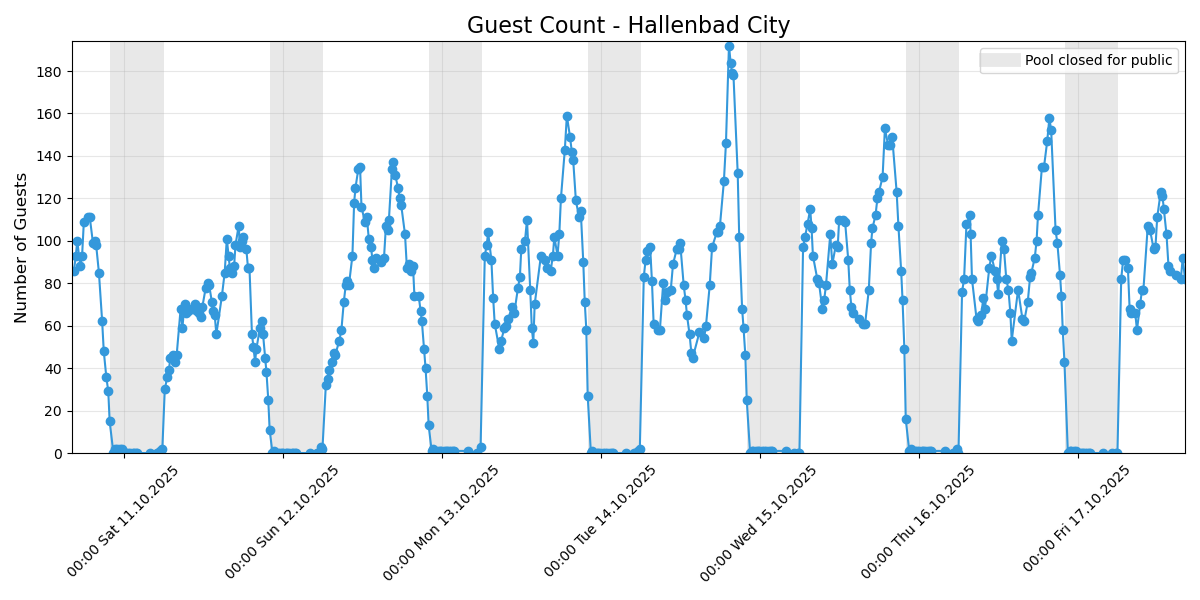 Guest Count - Hallenbad City
Pool closed for public
Number of Guests
180
160
140
120
100
80
60
40
20
0
00:00 Sat 11.10.2025
00:00 Sun 12.10.2025
00:00 Mon 13.10.2025
00:00 Tue 14.10.2025
00:00 Wed 15.10.2025
00:00 Thu 16.10.2025
00:00 Fri 17.10.2025